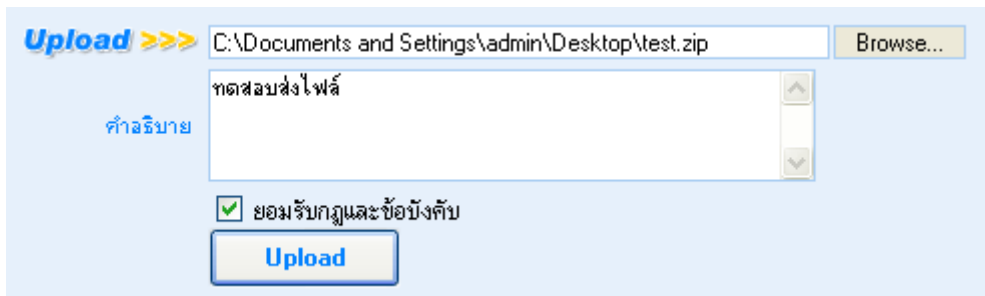 Upload >>> C:\Documents and Settings\admin\Desktop\test.zip Browse...
ทดสอบส่งไฟล์
คำอธิบาย
ยอมรับกฎและข้อบังคับ
Upload